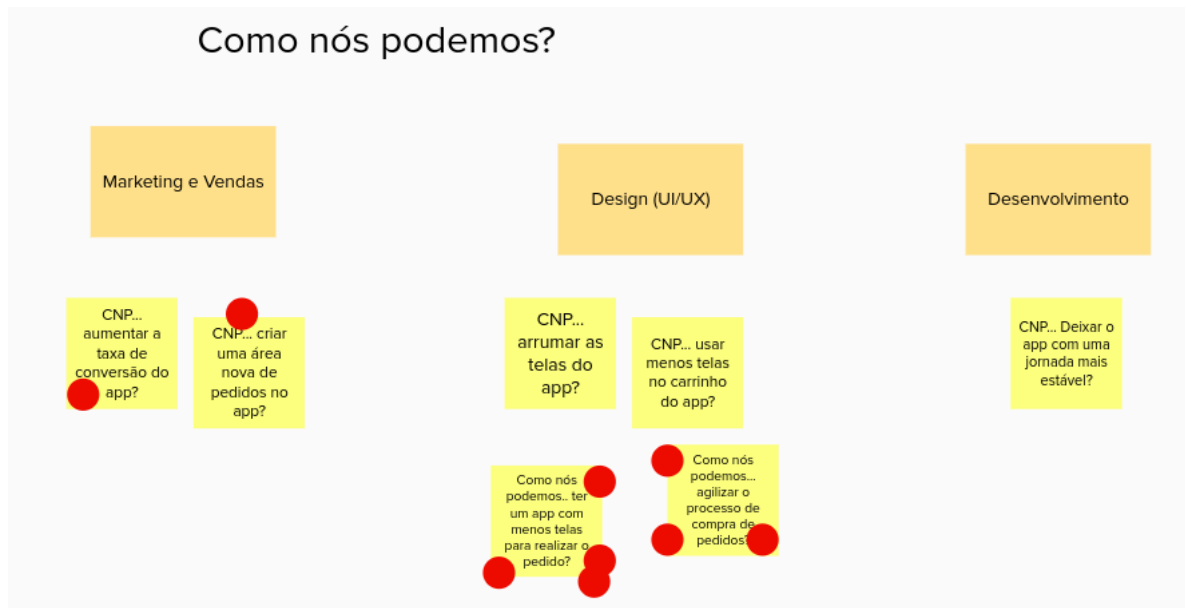 Como nós podemos?
Marketing e Vendas
Design (UI/UX)
Desenvolvimento
CNP...
aumentar a
taxa de
conversão do
app?
CNP... criar
uma área
nova de
pedidos no
app?
CNP...
arrumar as
telas do
app?
CNP... usar
menos telas
no carrinho
do app?
CNP... Deixar o
app com uma
jornada mais
estável?
Como nós
podemos.. ter
um app com
menos telas
para realizar o
pedido?
Como nós
podemos...
agilizar o
processo de
compra de
pedidos?